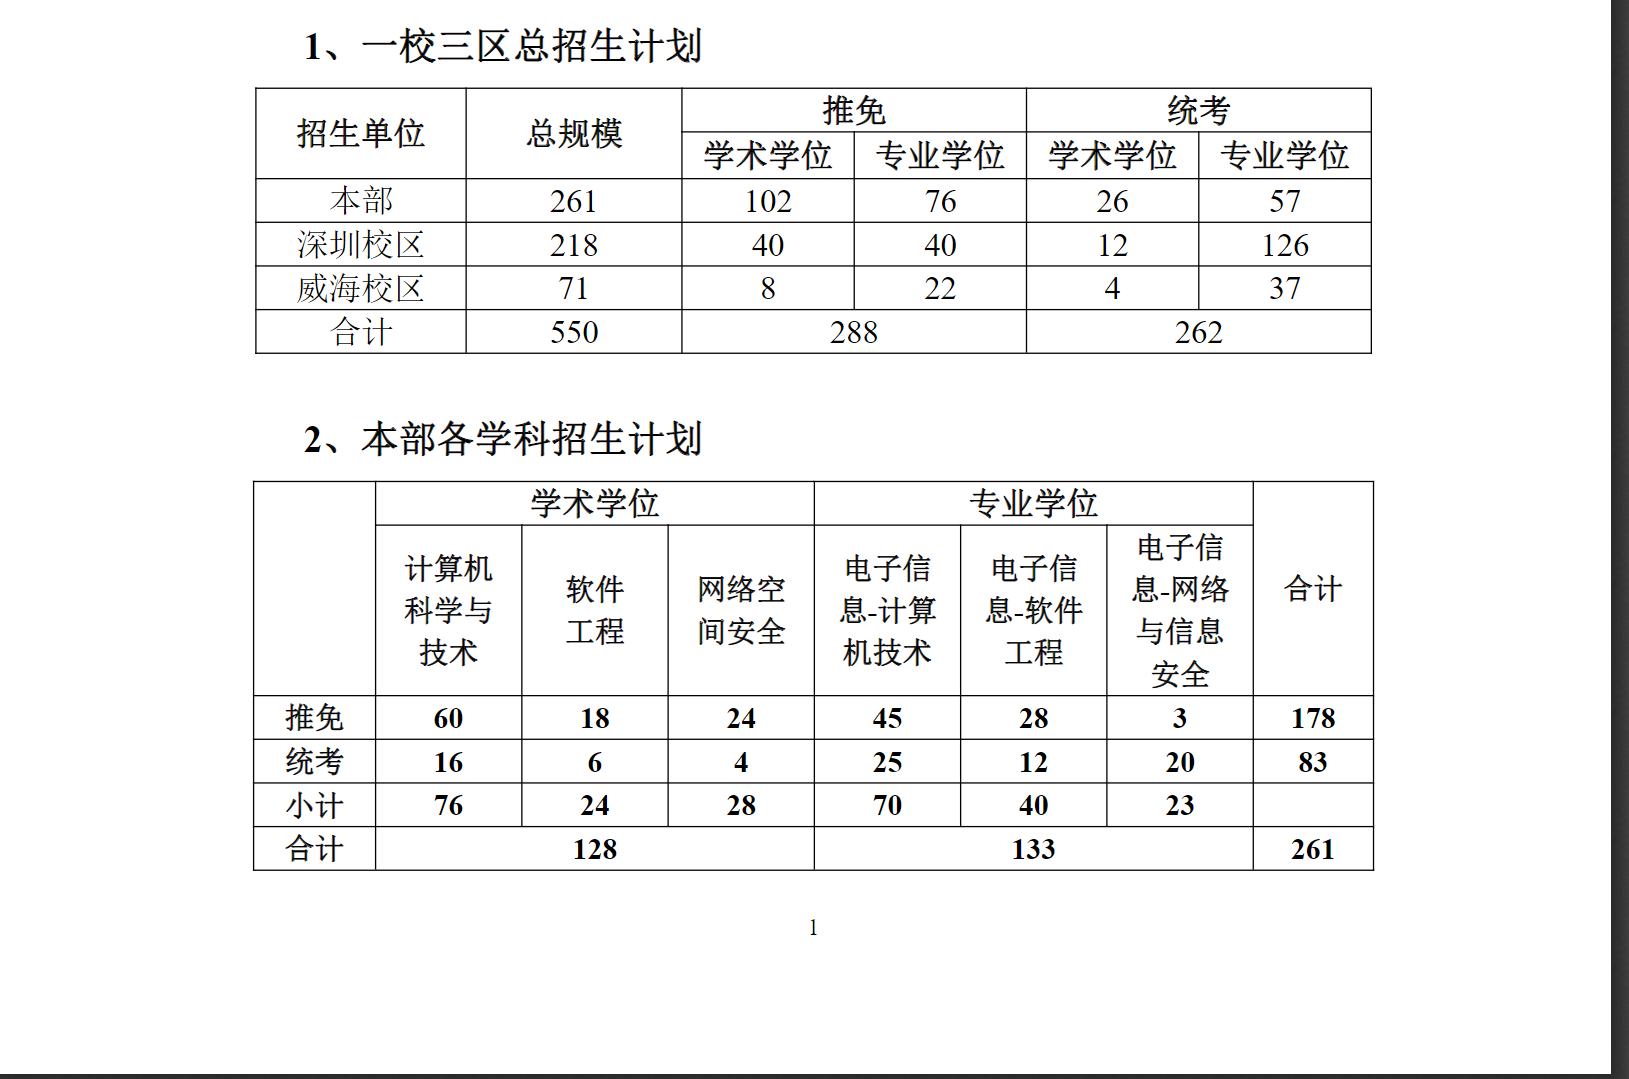 1、一校三区总招生计划
招生单位 总规模 推免 统考
学术学位 专业学位 学术学位 专业学位
本部 261 102 76 26 57
深圳校区 218 40 40 12 126
威海校区 71 8 22 4 37
合计 550 288 262
2、本部各学科招生计划
学术学位 专业学位 合计
计算机
科学与
技术
软件
工程
网络空
间安全
电子信
息-计算
机技术
电子信
息-软件
工程
电子信
息-网络
与信息
安全
推免 60 18 24 45 28 3 178
统考 16 6 4 25 12 20 83
小计 76 24 28 70 40 23
合计 128 133 261
1